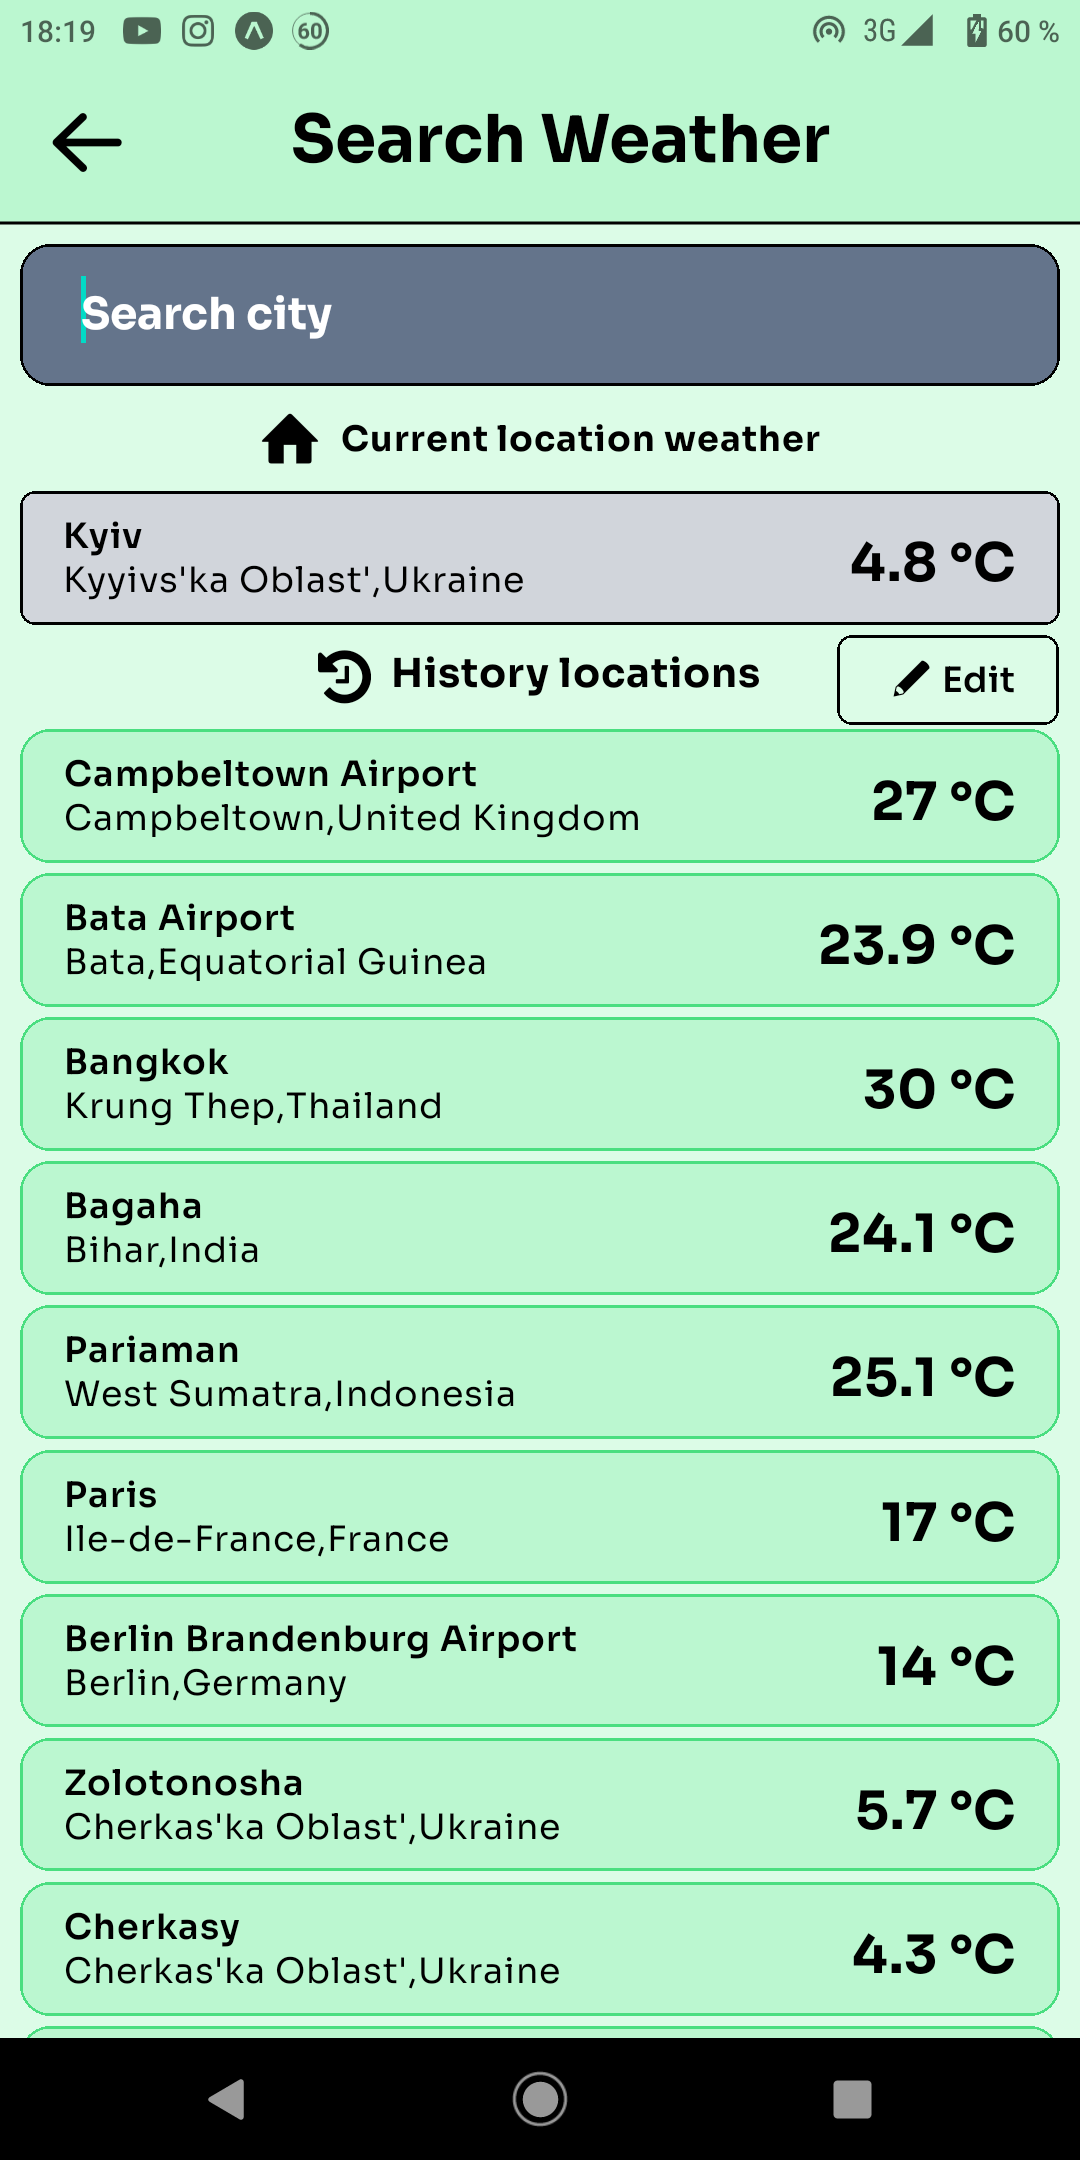 18:19 60 3G 60 %
Search Weather
Search city
Current location weather
Kyiv
Kyyivs'ka Oblast',Ukraine
4.8 °C
History locations
Edit
Campbeltown Airport
Campbeltown,United Kingdom
27 °C
Bata Airport
Bata,Equatorial Guinea
23.9 °C
Bangkok
Krung Thep,Thailand
30 °C
Bagaha
Bihar,India
24.1 °C
Pariaman
West Sumatra,Indonesia
25.1 °C
Paris
Ile-de-France,France
17 °C
Berlin Brandenburg Airport
Berlin,Germany
14 °C
Zolotonosha
Cherkas'ka Oblast',Ukraine
5.7 °C
Cherkasy
Cherkas'ka Oblast',Ukraine
4.3 °C